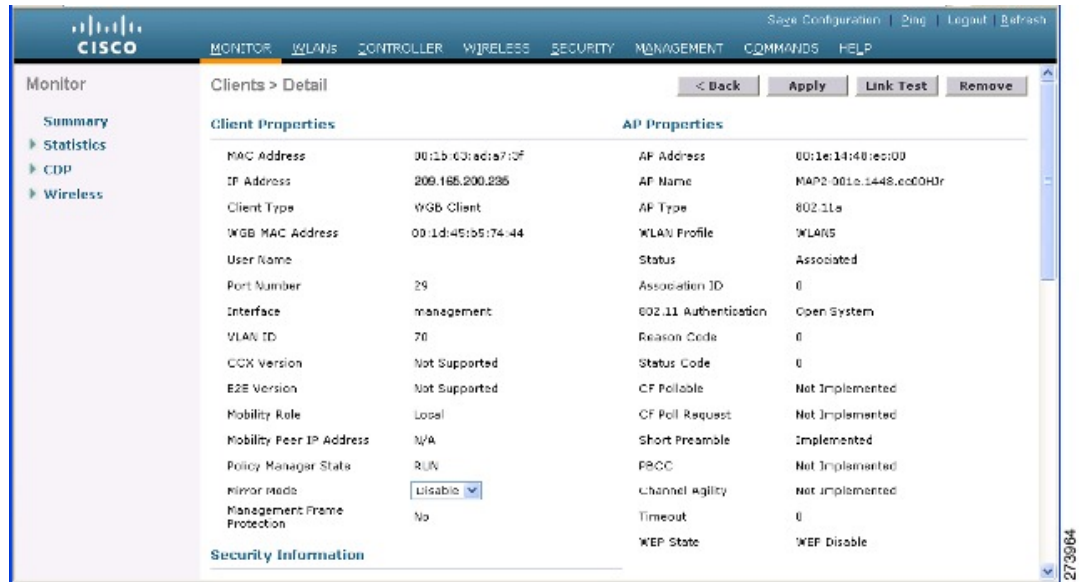 Save Configuration | Ping | Logout | Refresh
CISCO
MONITOR WLANs CONTROLLER WIRELESS SECURITY MANAGEMENT COMMANDS HELP
Monitor
Summary
Statistics
CDP
Wireless
Clients > Detail
< Back
Apply
Link Test
Remove
Client Properties
MAC Address 00:1b:63:ad:a7:3f
IP Address 209.165.200.235
Client Type WGB Client
WGB MAC Address 00:1d:45:b5:74:44
User Name
Port Number 29
Interface management
VLAN ID 70
CCX Version Not Supported
E2E Version Not Supported
Mobility Role Local
Mobility Peer IP Address N/A
Policy Manager State RUN
Mirror Mode Disable
Management Frame
Protection No
Security Information
AP Properties
AP Address 00:1e:14:48:ec:00
AP Name
AP Type 802.11a
WLAN Profile WLAN5
Status Associated
Association ID 0
802.11 Authentication Open System
Reason Code 0
Status Code 0
CF Pollable Not Implemented
CF Poll Request Not Implemented
Short Preamble Implemented
PBCC Not Implemented
Channel Agility Not Implemented
Timeout 0
WEP State WEP Disable
273964